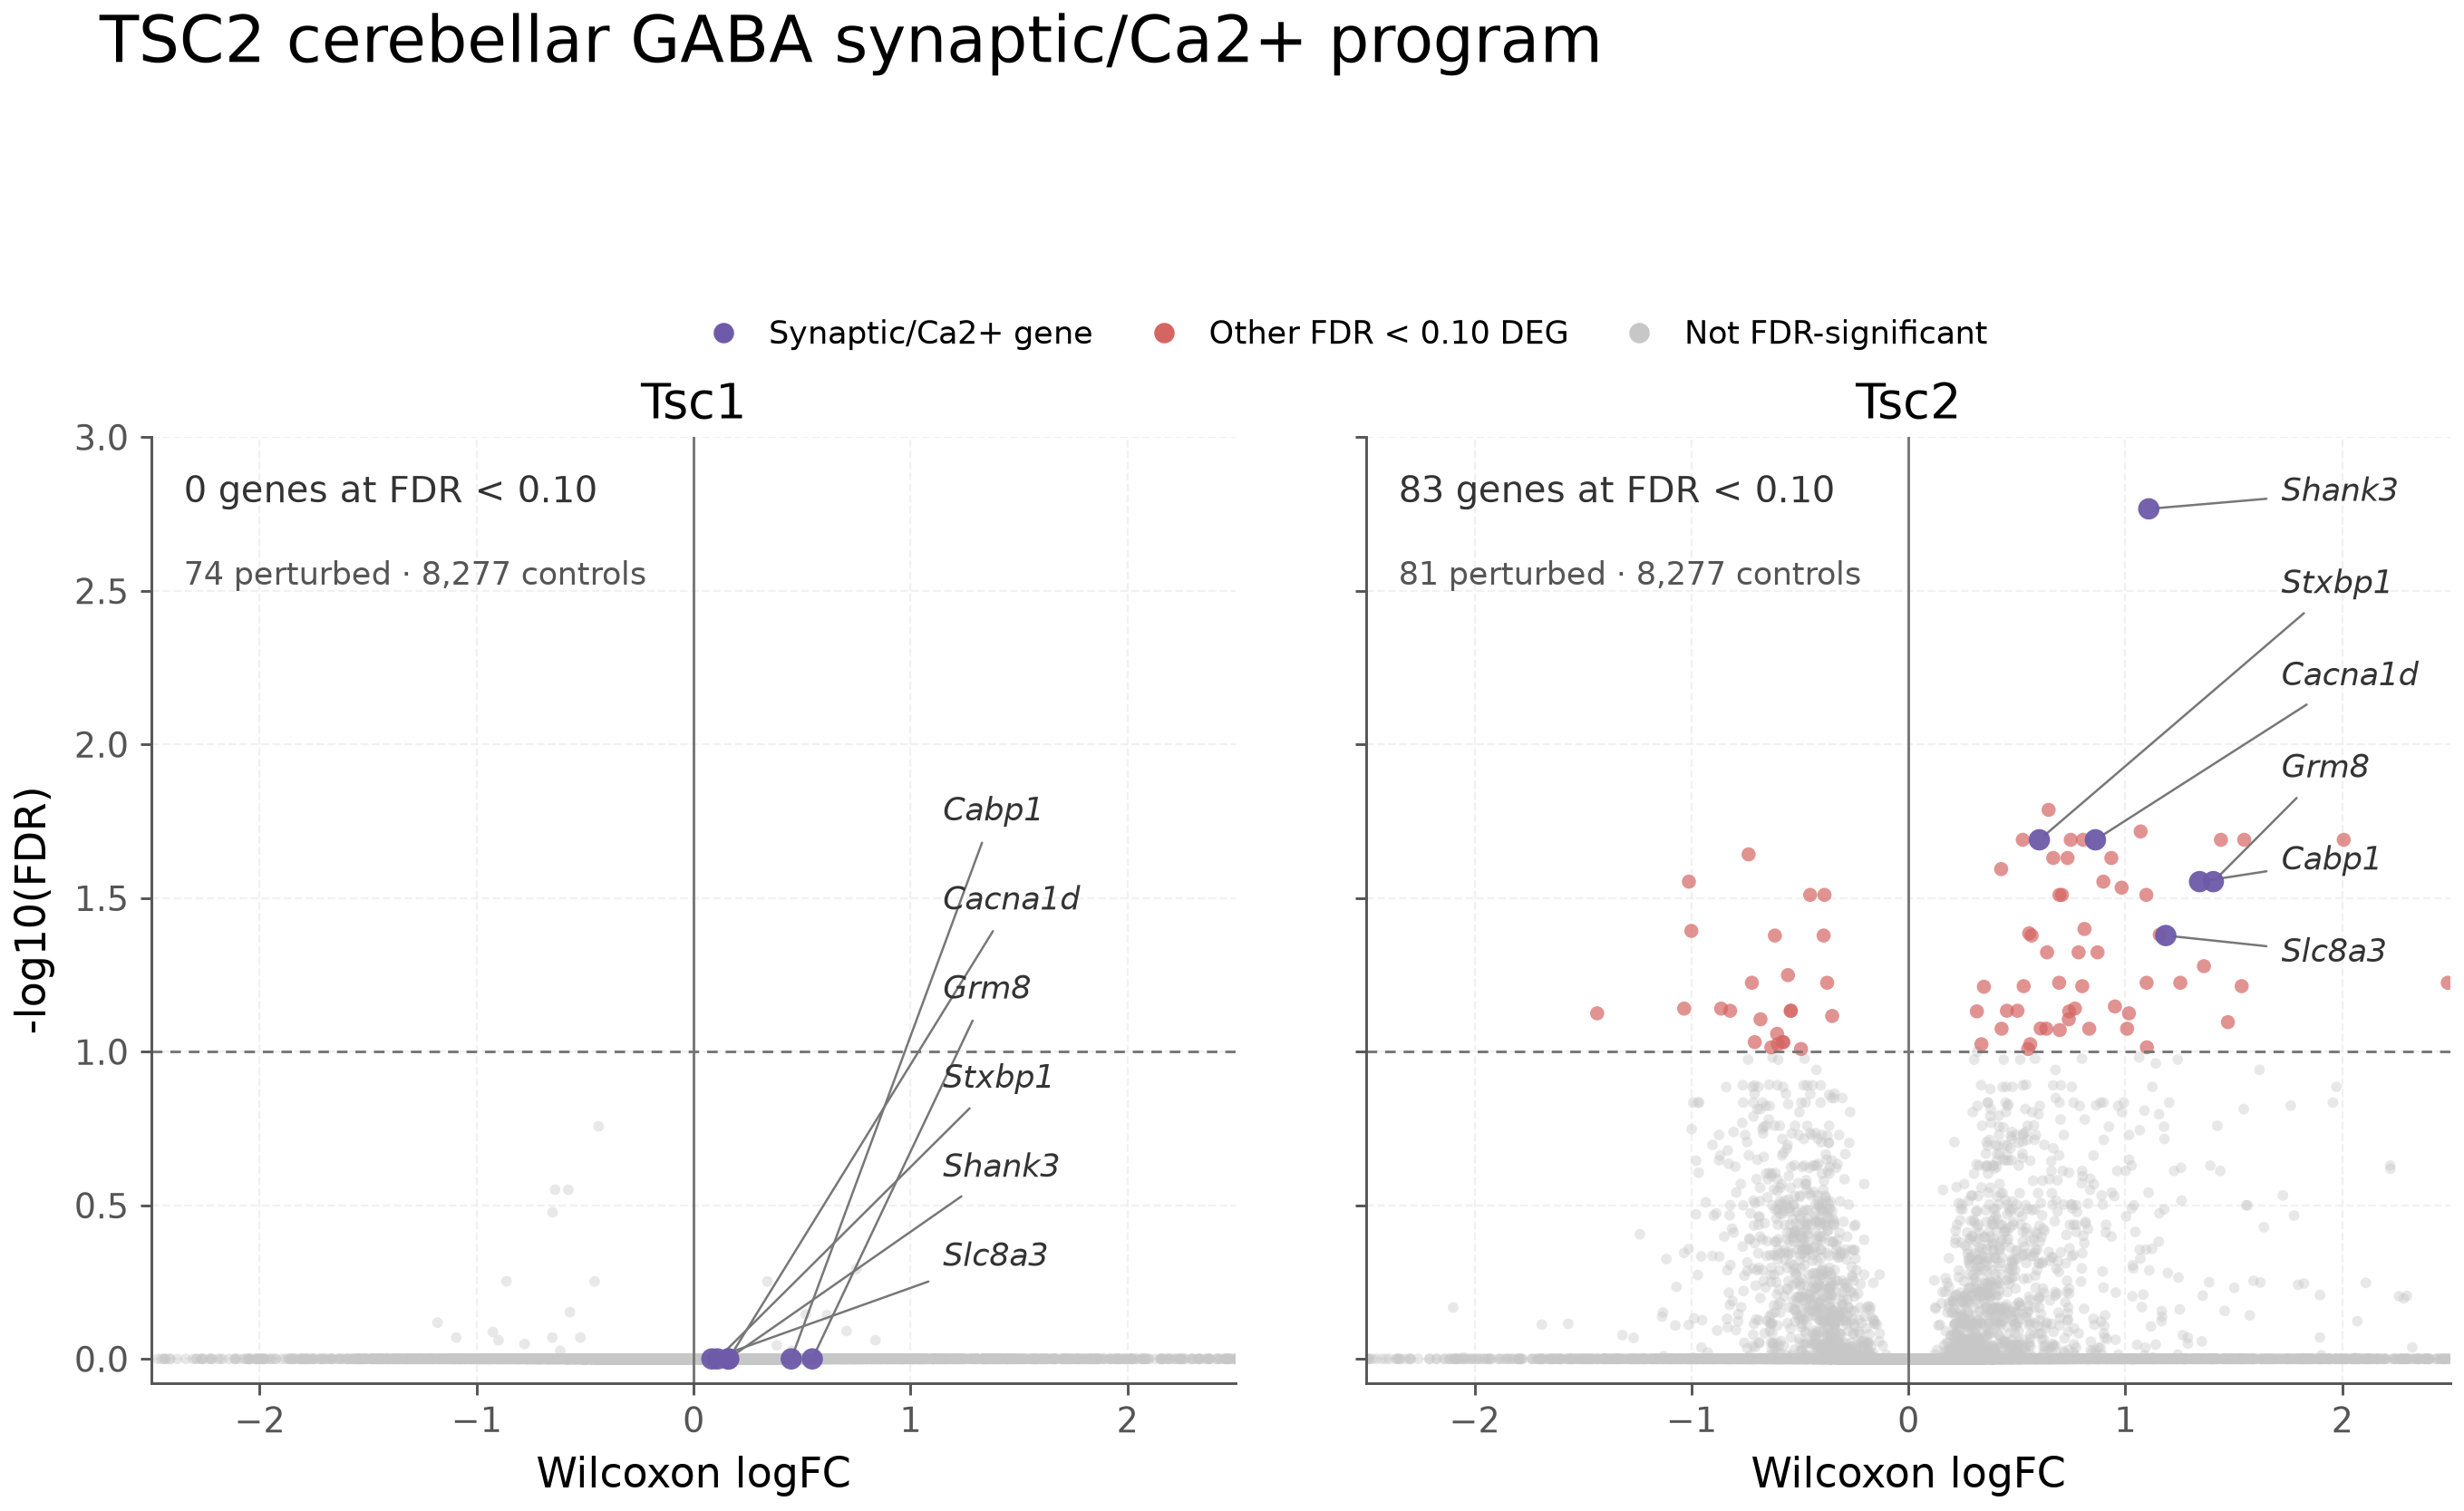 TSC2 cerebellar GABA synaptic/Ca2+ program
Synaptic/Ca2+ gene
Other FDR < 0.10 DEG
Not FDR-significant
Tsc1
3.0
2.5
2.0
1.5
1.0
0.5
0.0
-log10(FDR)
0 genes at FDR < 0.10
74 perturbed · 8,277 controls
Cabp1
Cacna1d
Grm8
Stxbp1
Shank3
Slc8a3
−2
−1
0
1
2
Wilcoxon logFC
Tsc2
83 genes at FDR < 0.10
81 perturbed · 8,277 controls
Shank3
Stxbp1
Cacna1d
Grm8
Cabp1
Slc8a3
−2
−1
0
1
2
Wilcoxon logFC